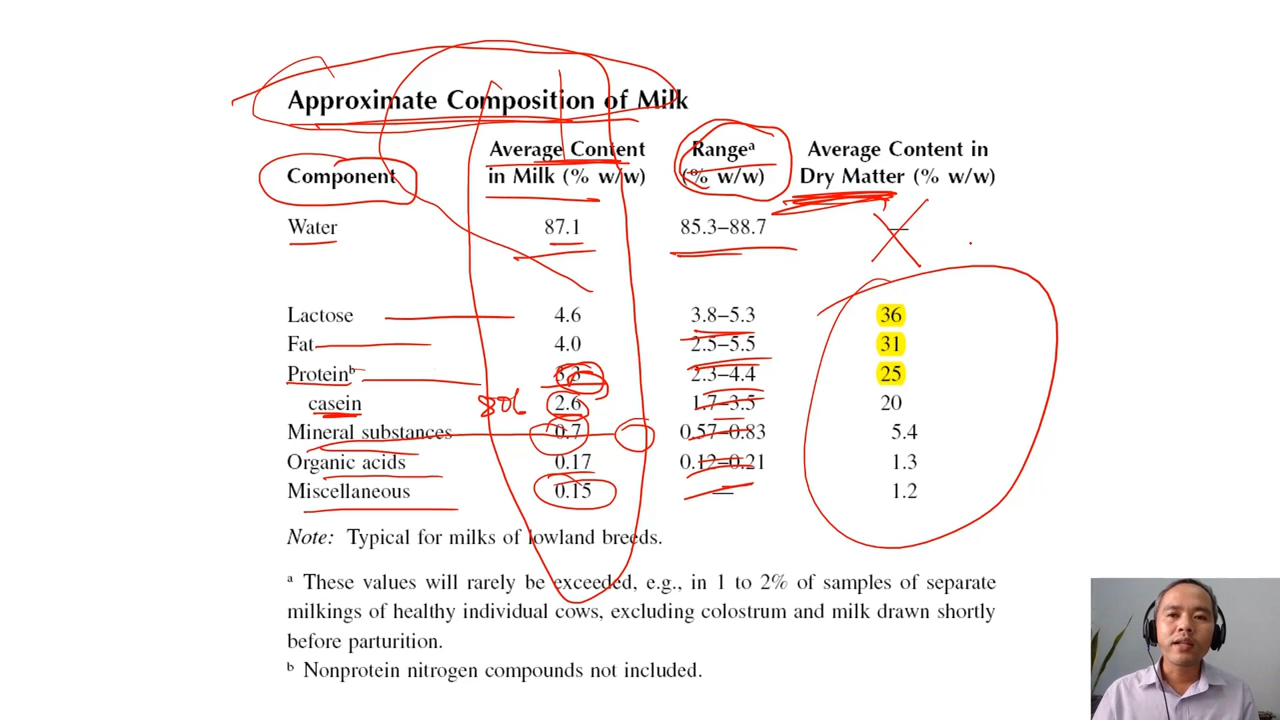 Approximate Composition of Milk
Average Content Rangeᵃ Average Content in
Component in Milk (% w/w) (% w/w) Dry Matter (% w/w)
Water 87.1 85.3–88.7 —
Lactose 4.6 3.8–5.3 36
Fat 4.0 2.5–5.5 31
Proteinᵇ 3.3 2.3–4.4 25
casein 2.6 1.7–3.5 20
Mineral substances 0.7 0.57–0.83 5.4
Organic acids 0.17 0.12–0.21 1.3
Miscellaneous 0.15 — 1.2
Note: Typical for milks of lowland breeds.
ᵃ These values will rarely be exceeded, e.g., in 1 to 2% of samples of separate
milkings of healthy individual cows, excluding colostrum and milk drawn shortly
before parturition.
ᵇ Nonprotein nitrogen compounds not included.